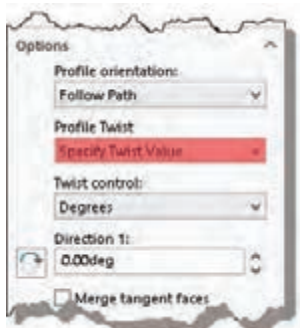 Options
Profile orientation:
Follow Path
Profile Twist
Specify Twist Value
Twist control:
Degrees
Direction 1:
0.00deg
Merge tangent faces